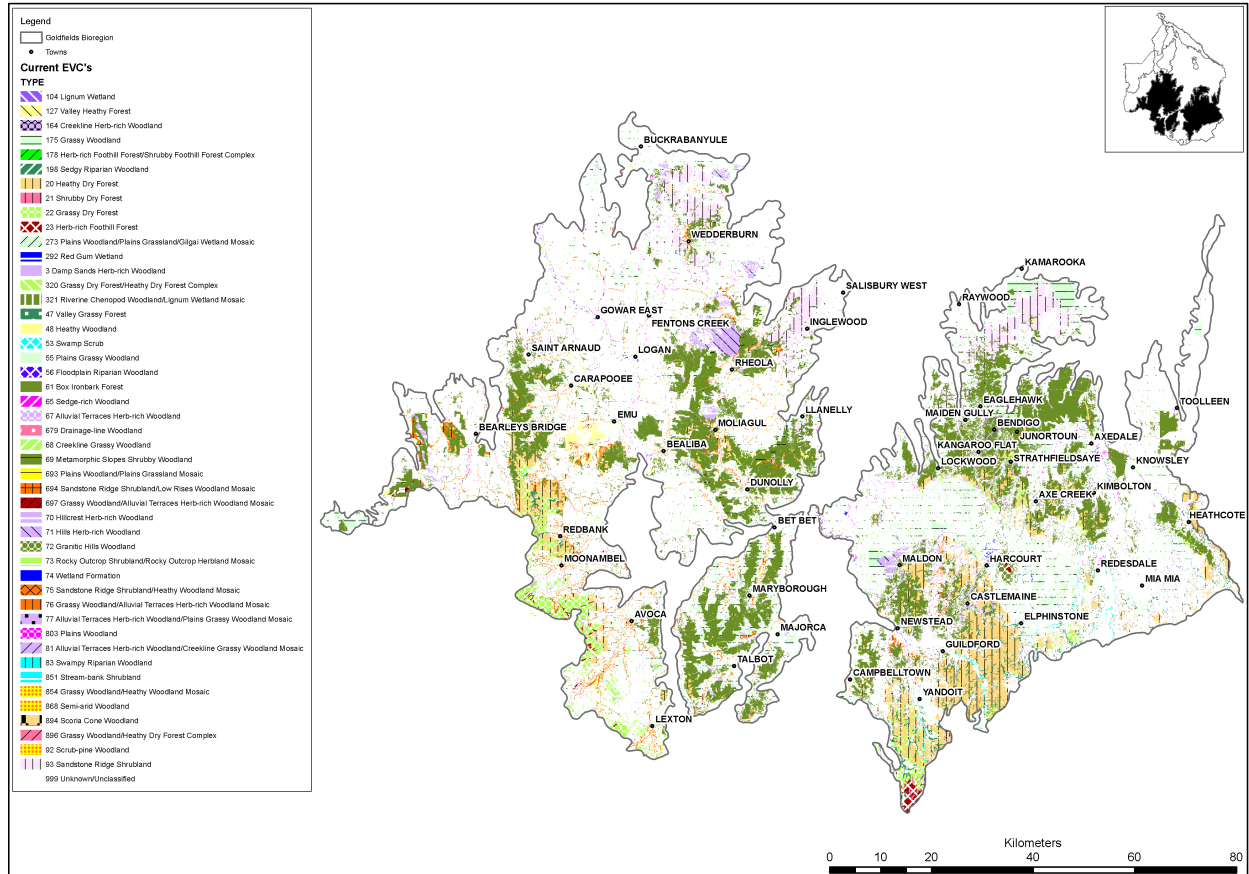 Legend
Goldfields Bioregion
Towns
Current EVC's
TYPE
104 Lignum Wetland
127 Valley Heathy Forest
164 Creekline Herb-rich Woodland
175 Grassy Woodland
178 Herb-rich Foothill Forest/Shrubby Foothill Forest Complex
198 Sedgy Riparian Woodland
20 Heathy Dry Forest
21 Shrubby Dry Forest
22 Grassy Dry Forest
23 Herb-rich Foothill Forest
273 Plains Woodland/Plains Grassland/Gilgai Wetland Mosaic
292 Red Gum Wetland
3 Damp Sands Herb-rich Woodland
320 Grassy Dry Forest/Heathy Dry Forest Complex
321 Riverine Chenopod Woodland/Lignum Wetland Mosaic
47 Valley Grassy Forest
48 Heathy Woodland
53 Swamp Scrub
55 Plains Grassy Woodland
56 Floodplain Riparian Woodland
61 Box Ironbark Forest
65 Sedge-rich Woodland
67 Alluvial Terraces Herb-rich Woodland
679 Drainage-line Woodland
68 Creekline Grassy Woodland
69 Metamorphic Slopes Shrubby Woodland
693 Plains Woodland/Plains Grassland Mosaic
694 Sandstone Ridge Shrubland/Low Rises Woodland Mosaic
697 Grassy Woodland/Alluvial Terraces Herb-rich Woodland Mosaic
70 Hillcrest Herb-rich Woodland
71 Hills Herb-rich Woodland
72 Granitic Hills Woodland
73 Rocky Outcrop Shrubland/Rocky Outcrop Herbland Mosaic
74 Wetland Formation
75 Sandstone Ridge Shrubland/Heathy Woodland Mosaic
76 Grassy Woodland/Alluvial Terraces Herb-rich Woodland Mosaic
77 Alluvial Terraces Herb-rich Woodland/Plains Grassy Woodland Mosaic
803 Plains Woodland
81 Alluvial Terraces Herb-rich Woodland/Creekline Grassy Woodland Mosaic
83 Swampy Riparian Woodland
851 Stream-bank Shrubland
854 Grassy Woodland/Heathy Woodland Mosaic
868 Semi-arid Woodland
894 Scoria Cone Woodland
896 Grassy Woodland/Heathy Dry Forest Complex
92 Scrub-pine Woodland
93 Sandstone Ridge Shrubland
999 Unknown/Unclassified
BUCKRABANYULE
WEDDERBURN
KAMAROOKA
SALISBURY WEST
RAYWOOD
GOWAR EAST
FENTONS CREEK
INGLEWOOD
SAINT ARNAUD
LOGAN
RHEOLA
CARAPOOEE
EAGLEHAWK
TOOLLEEN
LLANELLY
MAIDEN GULLY
EMU
MOLIAGUL
BENDIGO
BEARLEYS BRIDGE
JUNORTOUN
AXEDALE
BEALIBA
KANGAROO FLAT
LOCKWOOD
STRATHFIELDSAYE
KNOWSLEY
DUNOLLY
KIMBOLTON
AXE CREEK
HEATHCOTE
BET BET
REDBANK
MOONAMBEL
MALDON
HARCOURT
REDESDALE
MIA MIA
MARYBOROUGH
CASTLEMAINE
AVOCA
ELPHINSTONE
NEWSTEAD
MAJORCA
GUILDFORD
TALBOT
CAMPBELLTOWN
YANDOIT
LEXTON
Kilometers
0 10 20 40 60 80